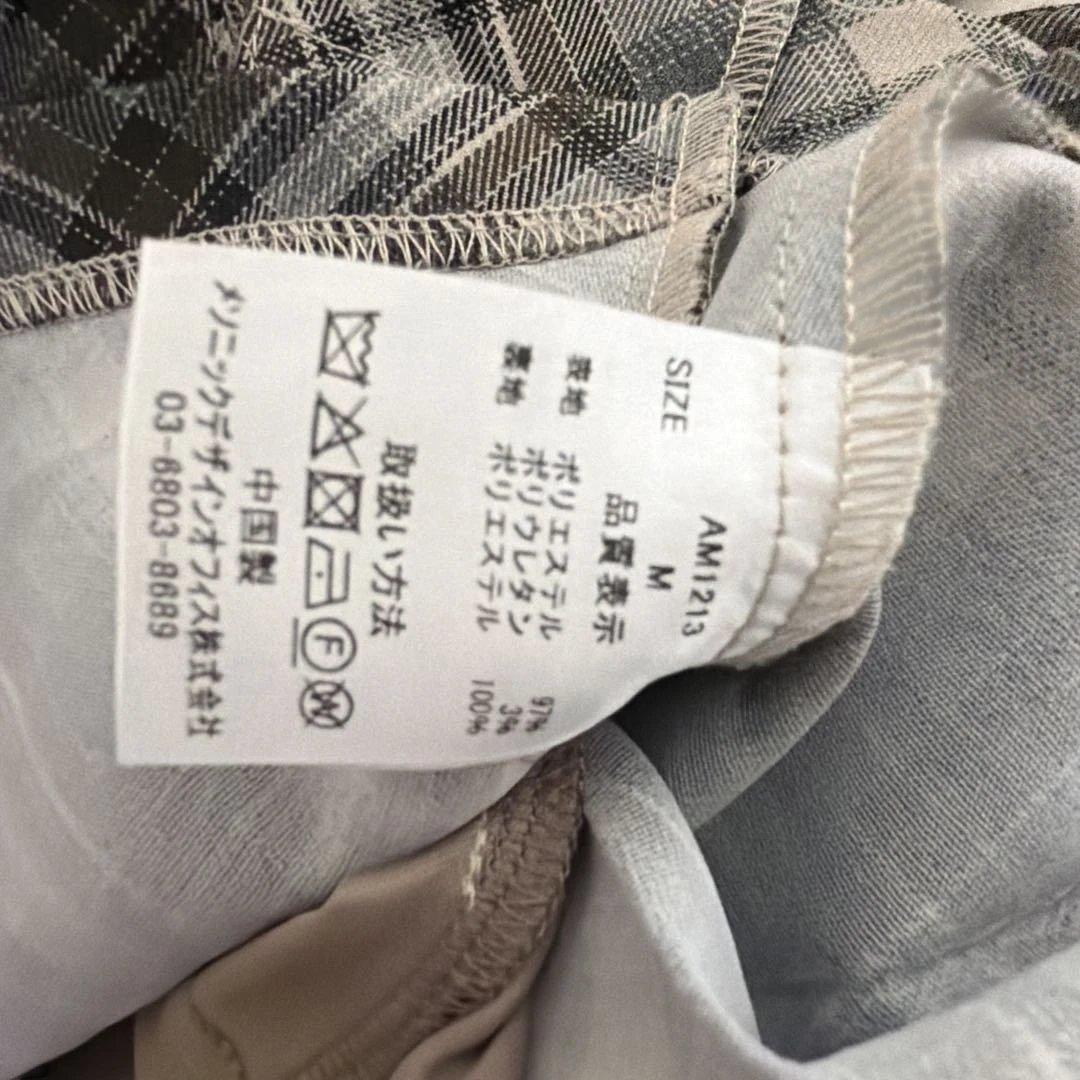 AM1213
SIZE M
品質表示
表地 ポリエステル 97%
ポリウレタン 3%
裏地 ポリエステル 100%
取扱い方法
F
W
中国製
メソニックデザインオフィス株式会社
03-6803-8689